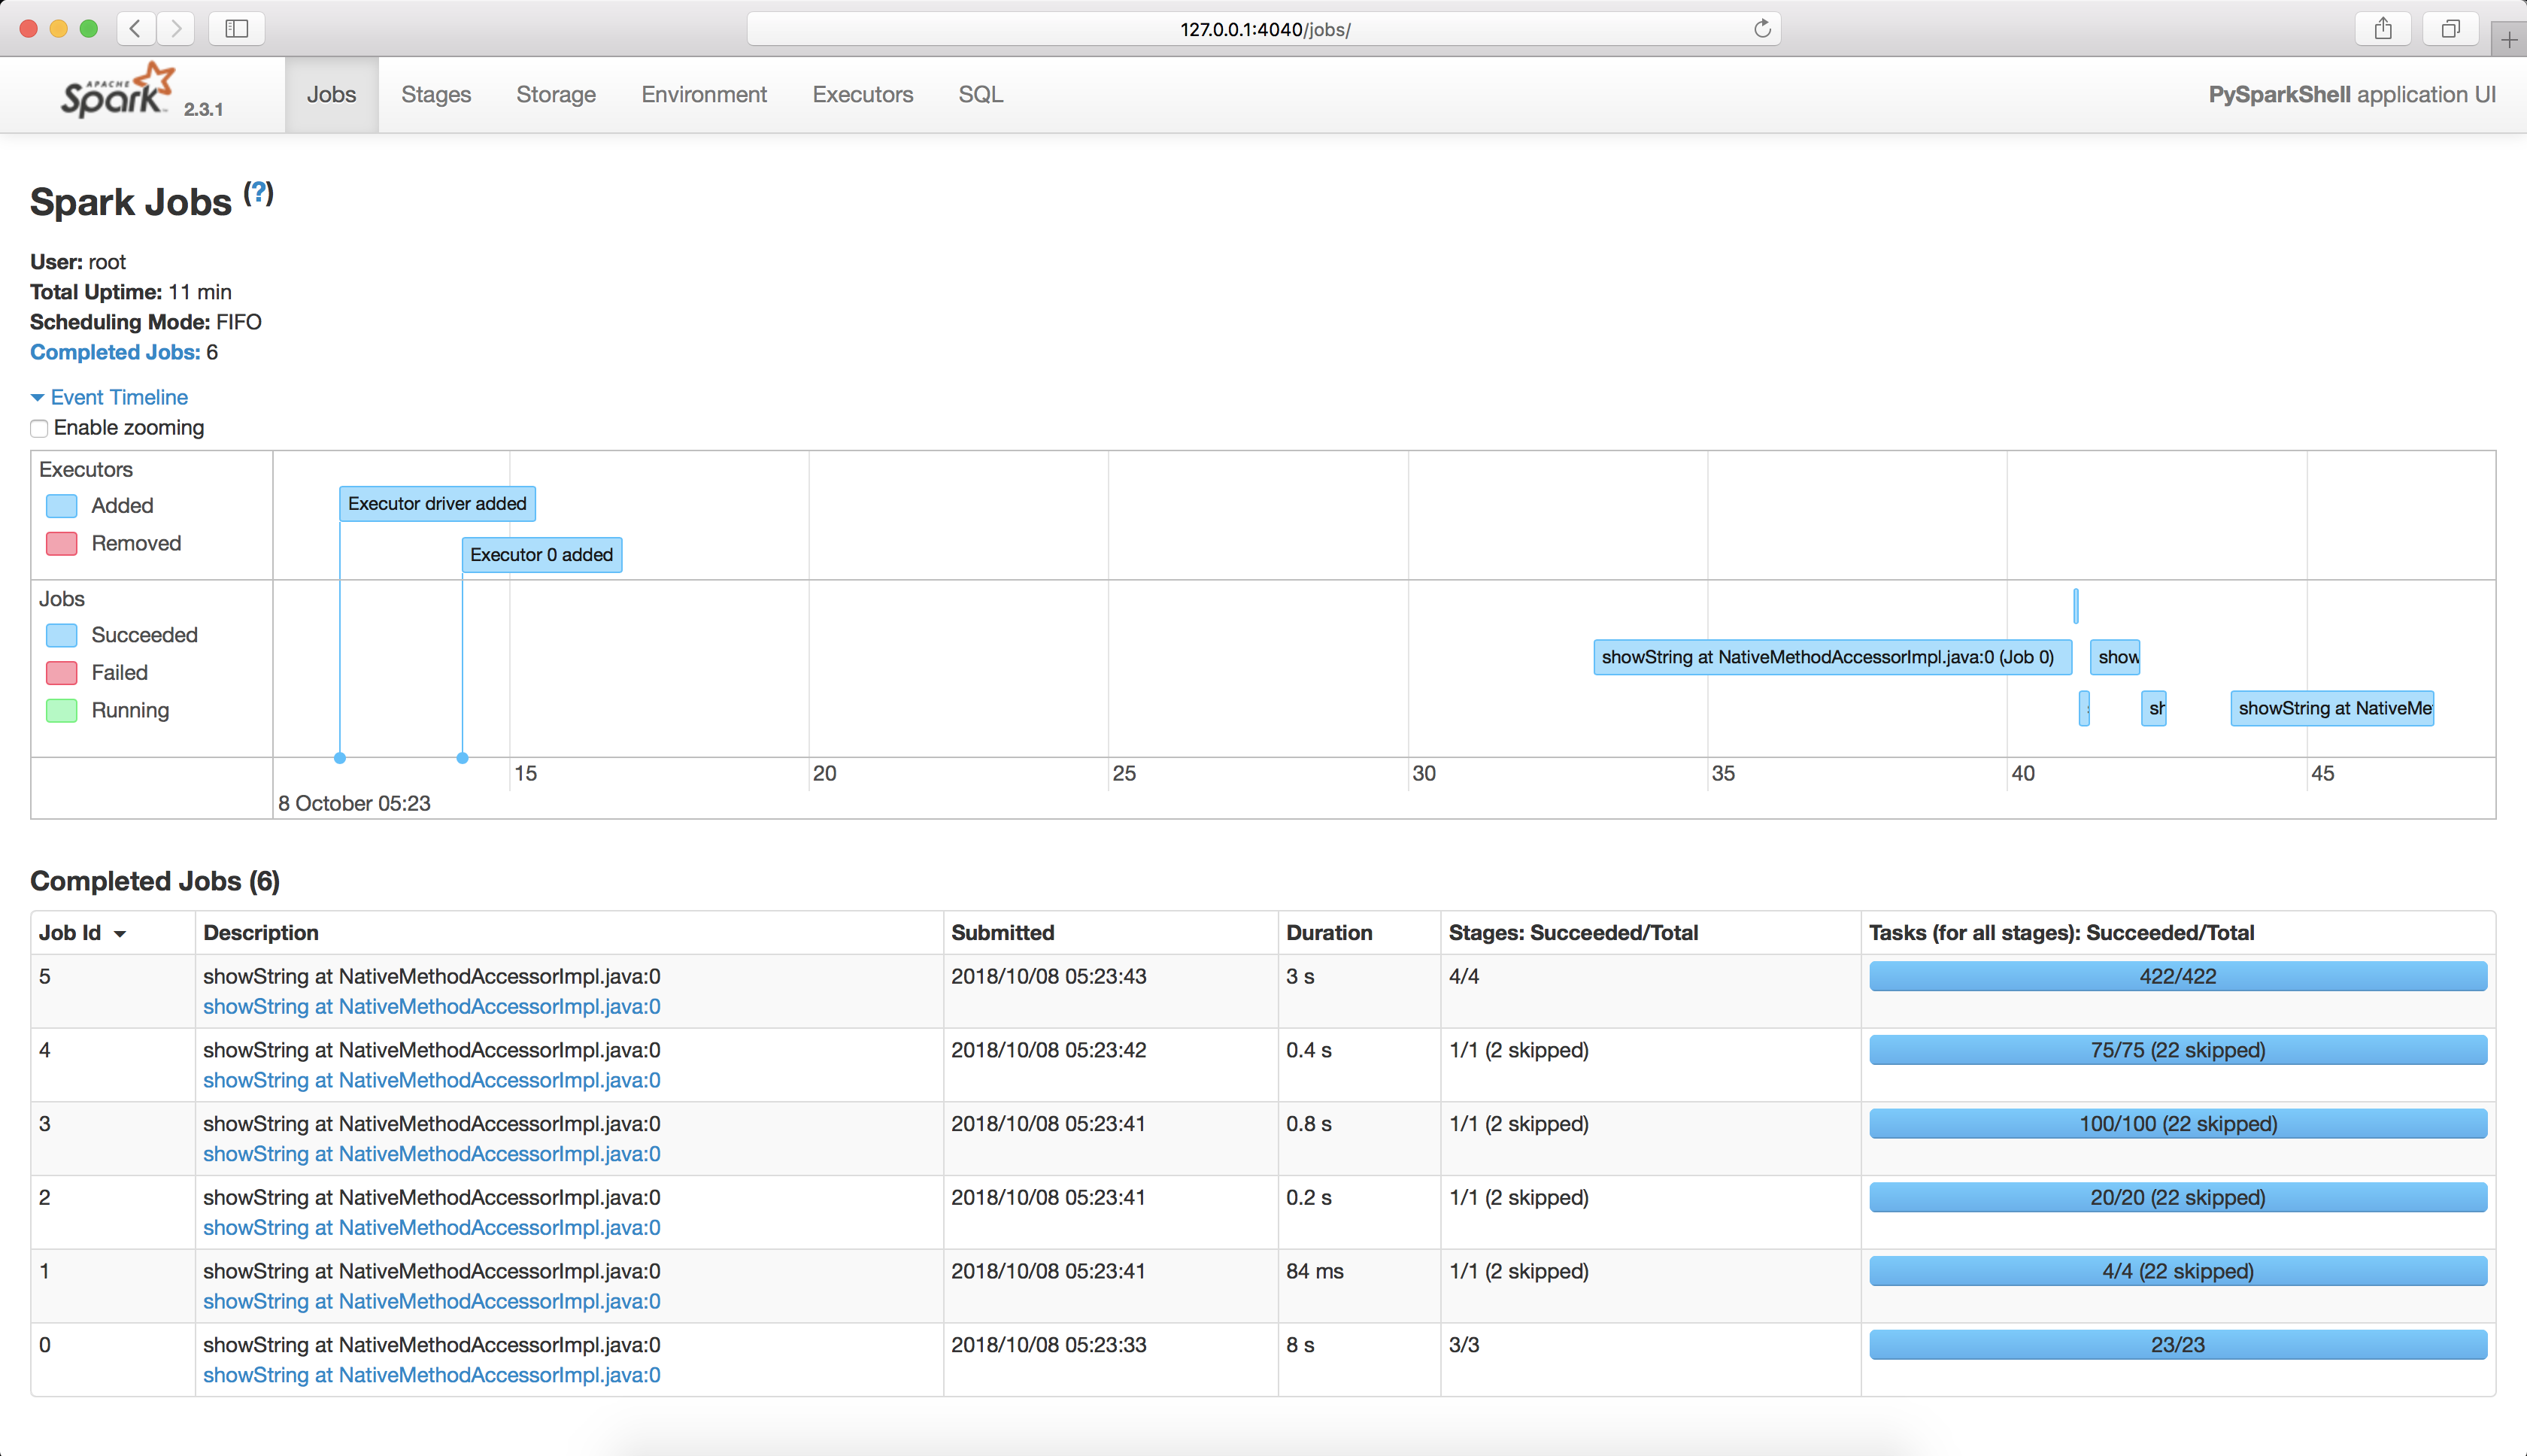 127.0.0.1:4040/jobs/
APACHE Spark 2.3.1 Jobs Stages Storage Environment Executors SQL PySparkShell application UI
Spark Jobs (?)
User: root
Total Uptime: 11 min
Scheduling Mode: FIFO
Completed Jobs: 6
Event Timeline
Enable zooming
Executors
Added
Removed
Executor driver added
Executor 0 added
Jobs
Succeeded
Failed
Running
showString at NativeMethodAccessorImpl.java:0 (Job 0) show
sh showString at NativeMe
15 20 25 30 35 40 45
8 October 05:23
Completed Jobs (6)
Job Id Description Submitted Duration Stages: Succeeded/Total Tasks (for all stages): Succeeded/Total
5 showString at NativeMethodAccessorImpl.java:0 2018/10/08 05:23:43 3 s 4/4 422/422
showString at NativeMethodAccessorImpl.java:0
4 showString at NativeMethodAccessorImpl.java:0 2018/10/08 05:23:42 0.4 s 1/1 (2 skipped) 75/75 (22 skipped)
showString at NativeMethodAccessorImpl.java:0
3 showString at NativeMethodAccessorImpl.java:0 2018/10/08 05:23:41 0.8 s 1/1 (2 skipped) 100/100 (22 skipped)
showString at NativeMethodAccessorImpl.java:0
2 showString at NativeMethodAccessorImpl.java:0 2018/10/08 05:23:41 0.2 s 1/1 (2 skipped) 20/20 (22 skipped)
showString at NativeMethodAccessorImpl.java:0
1 showString at NativeMethodAccessorImpl.java:0 2018/10/08 05:23:41 84 ms 1/1 (2 skipped) 4/4 (22 skipped)
showString at NativeMethodAccessorImpl.java:0
0 showString at NativeMethodAccessorImpl.java:0 2018/10/08 05:23:33 8 s 3/3 23/23
showString at NativeMethodAccessorImpl.java:0